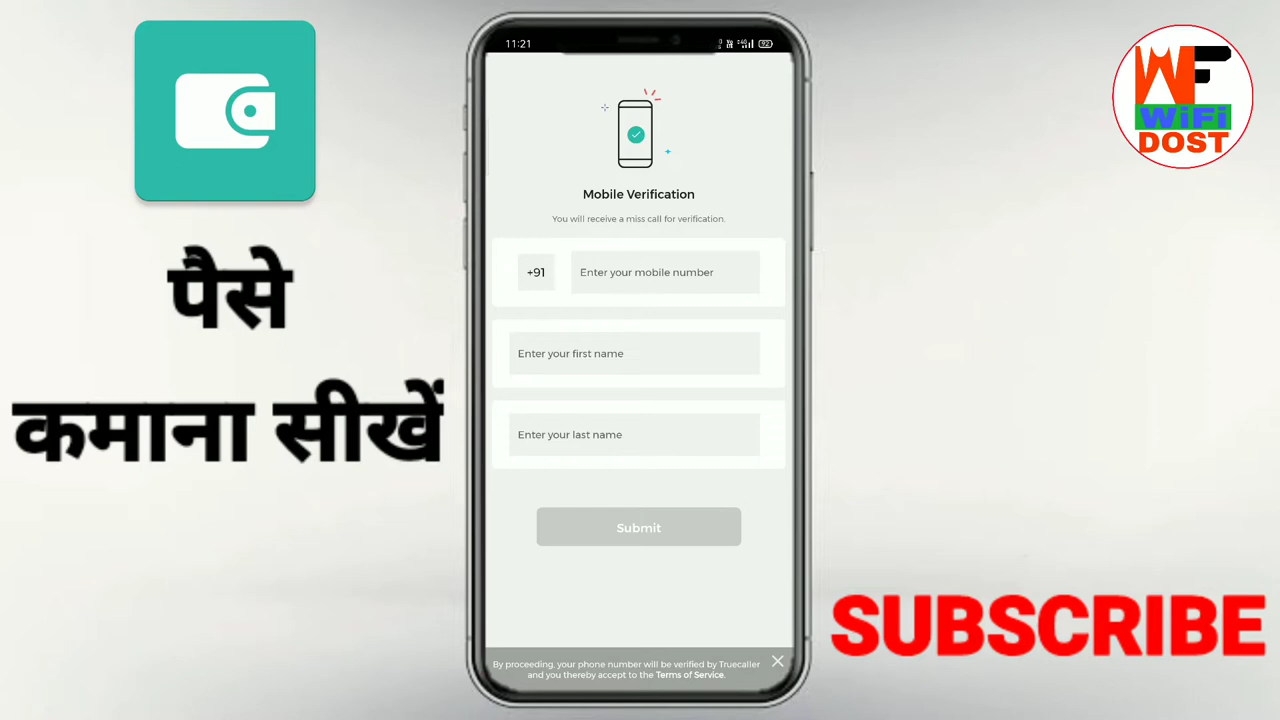 पैसे
कमाना सीखें
11:21
Mobile Verification
You will receive a miss call for verification.
+91
Enter your mobile number
Enter your first name
Enter your last name
Submit
By proceeding, your phone number will be verified by Truecaller
and you thereby accept to the Terms of Service.
WF
WiFi
DOST
SUBSCRIBE